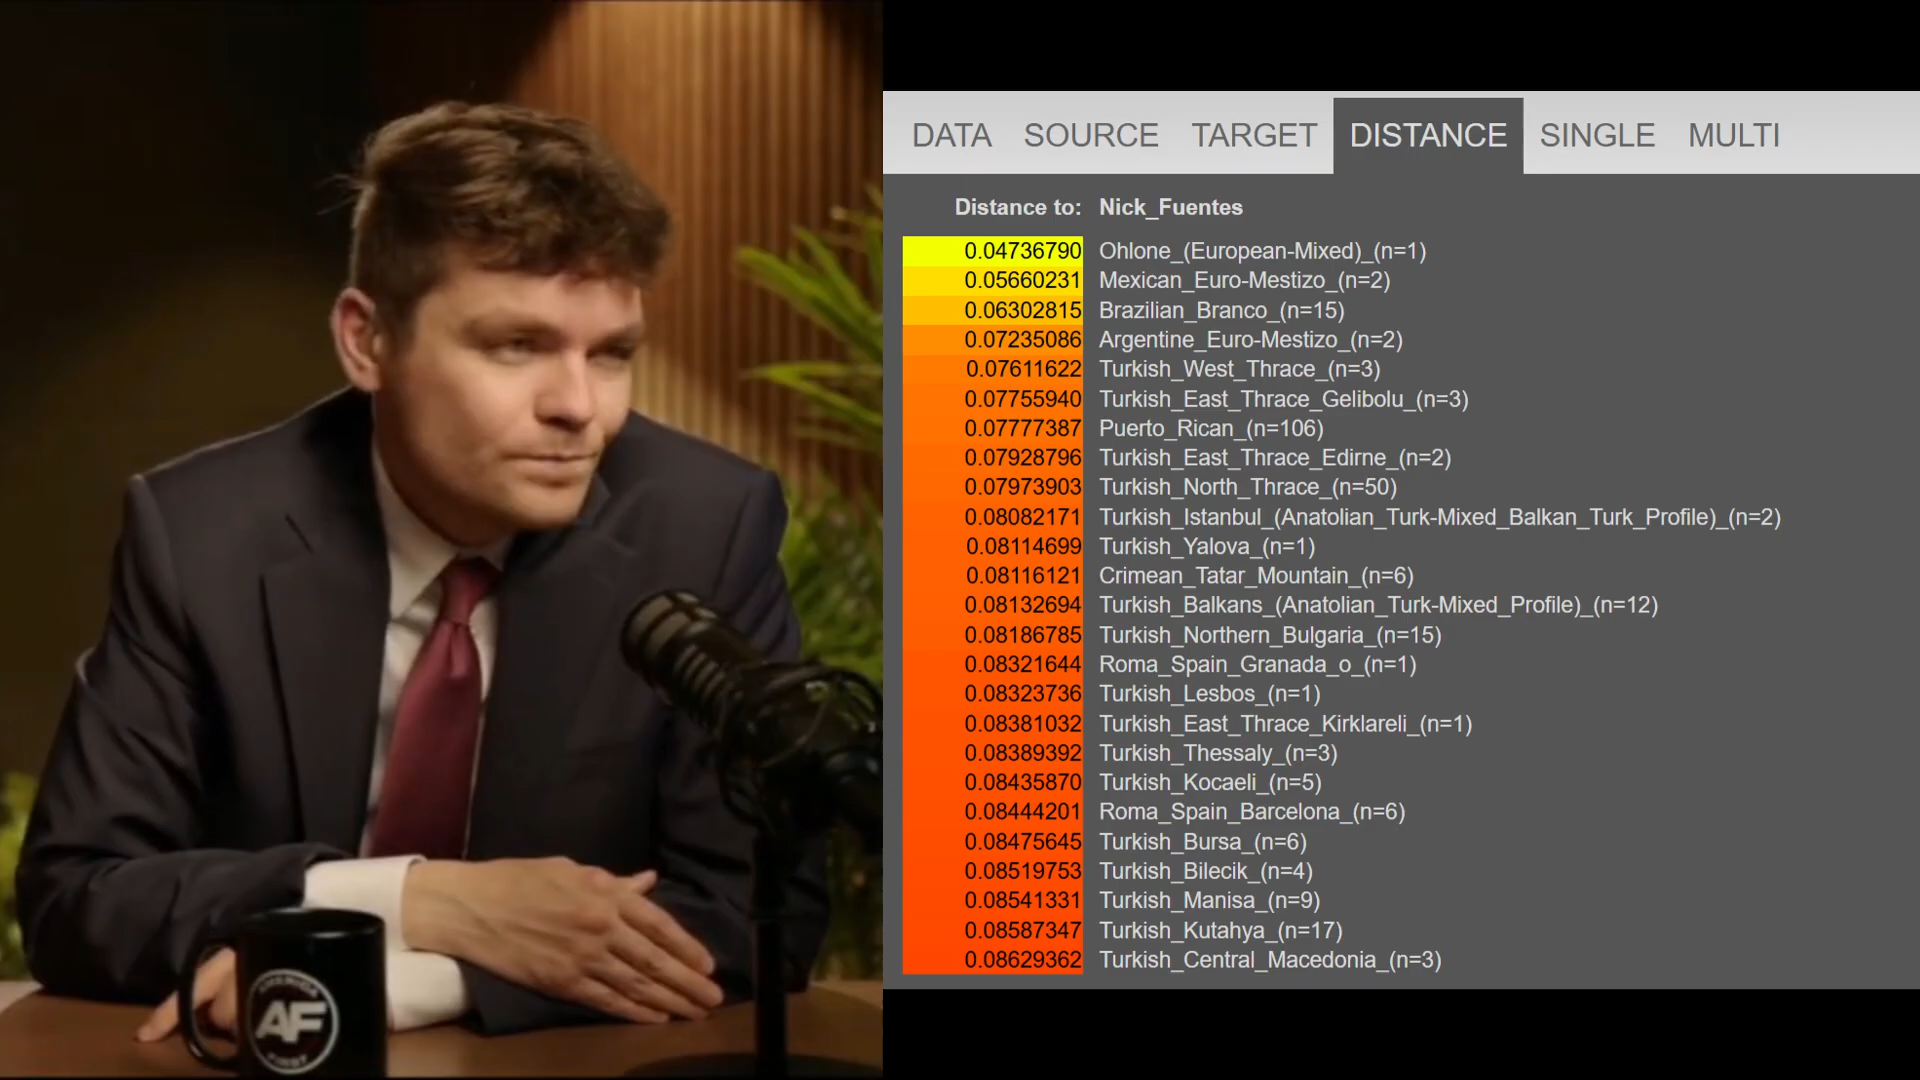 DATA SOURCE TARGET DISTANCE SINGLE MULTI
Distance to: Nick_Fuentes
0.04736790 Ohlone_(European-Mixed)_(n=1)
0.05660231 Mexican_Euro-Mestizo_(n=2)
0.06302815 Brazilian_Branco_(n=15)
0.07235086 Argentine_Euro-Mestizo_(n=2)
0.07611622 Turkish_West_Thrace_(n=3)
0.07755940 Turkish_East_Thrace_Gelibolu_(n=3)
0.07777387 Puerto_Rican_(n=106)
0.07928796 Turkish_East_Thrace_Edirne_(n=2)
0.07973903 Turkish_North_Thrace_(n=50)
0.08082171 Turkish_Istanbul_(Anatolian_Turk-Mixed_Balkan_Turk_Profile)_(n=2)
0.08114699 Turkish_Yalova_(n=1)
0.08116121 Crimean_Tatar_Mountain_(n=6)
0.08132694 Turkish_Balkans_(Anatolian_Turk-Mixed_Profile)_(n=12)
0.08186785 Turkish_Northern_Bulgaria_(n=15)
0.08321644 Roma_Spain_Granada_o_(n=1)
0.08323736 Turkish_Lesbos_(n=1)
0.08381032 Turkish_East_Thrace_Kirklareli_(n=1)
0.08389392 Turkish_Thessaly_(n=3)
0.08435870 Turkish_Kocaeli_(n=5)
0.08444201 Roma_Spain_Barcelona_(n=6)
0.08475645 Turkish_Bursa_(n=6)
0.08519753 Turkish_Bilecik_(n=4)
0.08541331 Turkish_Manisa_(n=9)
0.08587347 Turkish_Kutahya_(n=17)
0.08629362 Turkish_Central_Macedonia_(n=3)
AMERICA
AF
FIRST